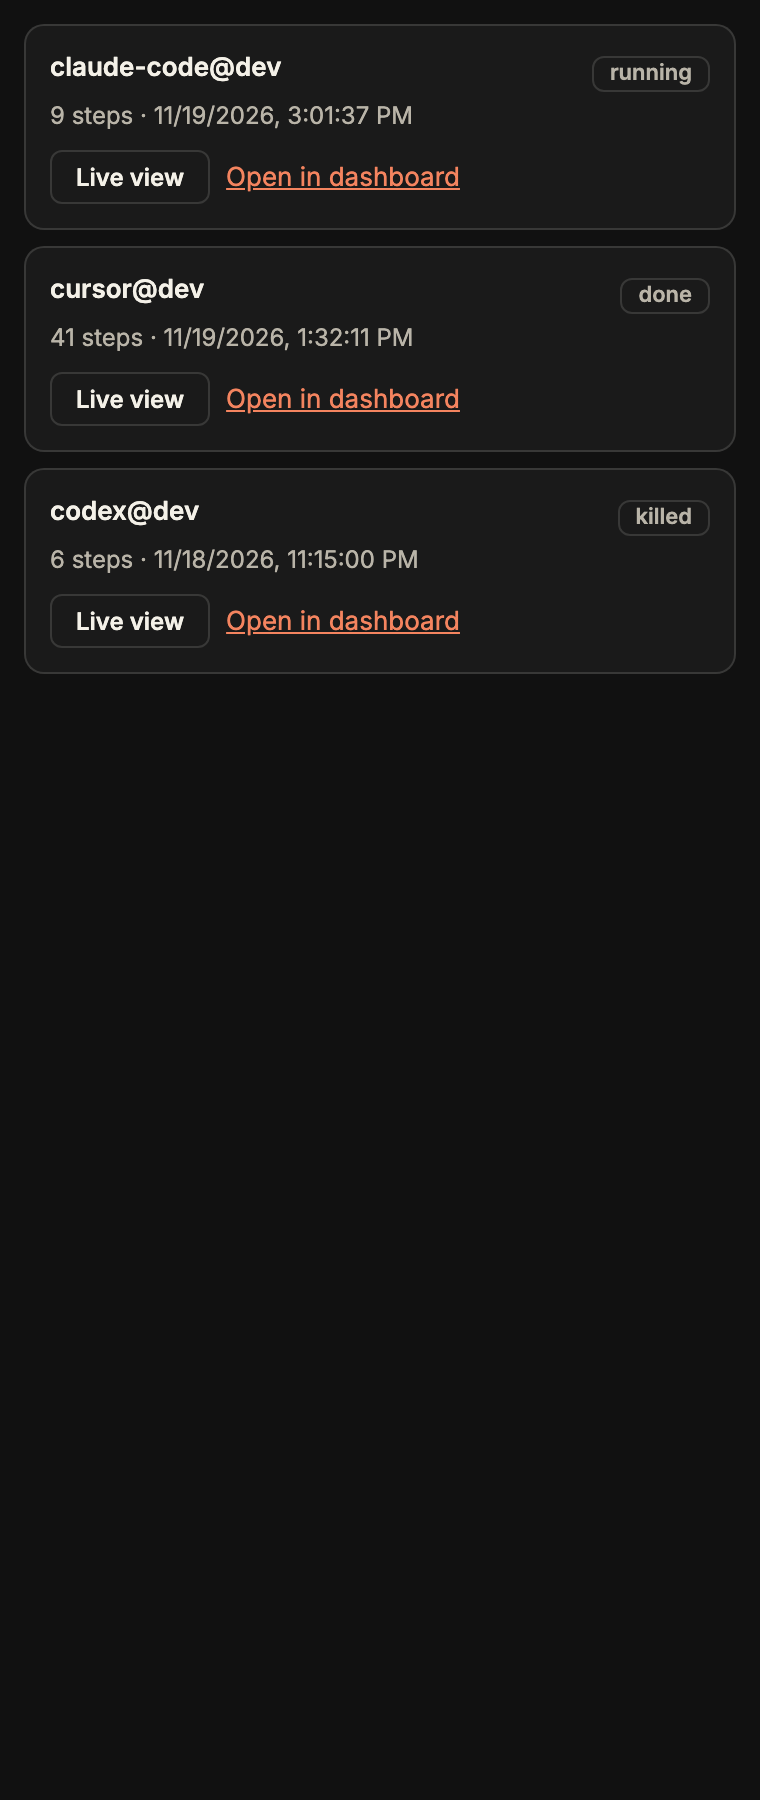 claude-code@dev
running
9 steps · 11/19/2026, 3:01:37 PM
Live view
Open in dashboard
cursor@dev
done
41 steps · 11/19/2026, 1:32:11 PM
Live view
Open in dashboard
codex@dev
killed
6 steps · 11/18/2026, 11:15:00 PM
Live view
Open in dashboard